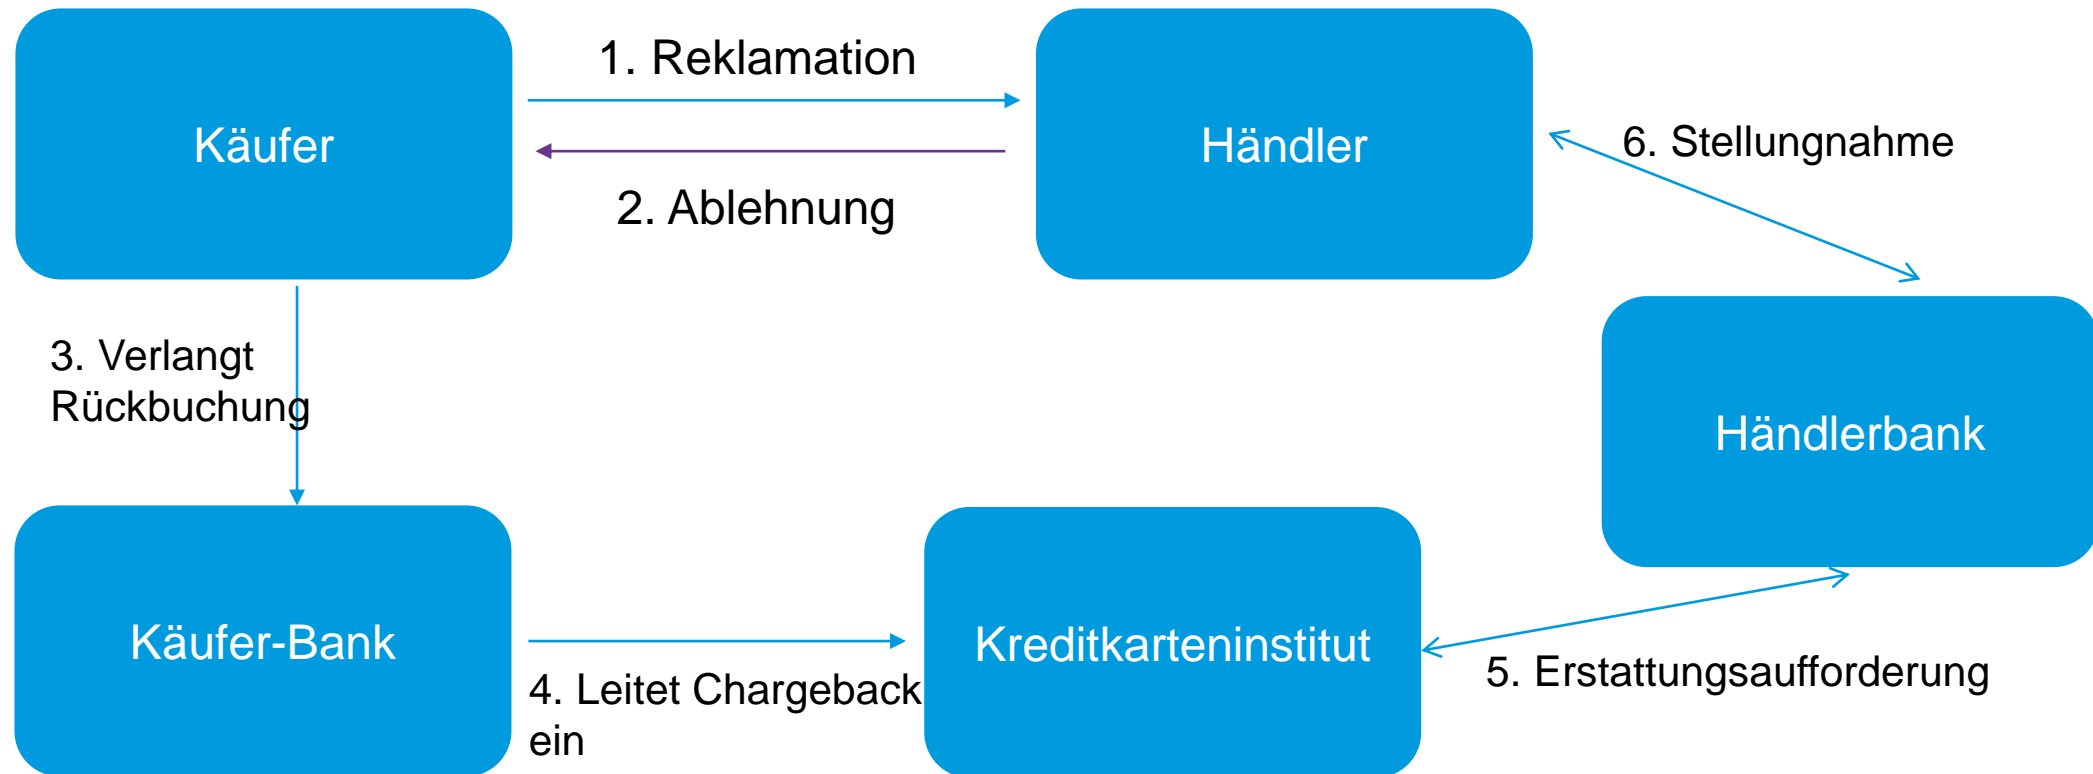 1. Reklamation
Käufer
Händler
6. Stellungnahme
2. Ablehnung
3. Verlangt
Rückbuchung
Händlerbank
Käufer-Bank
Kreditkarteninstitut
4. Leitet Chargeback
ein
5. Erstattungsaufforderung